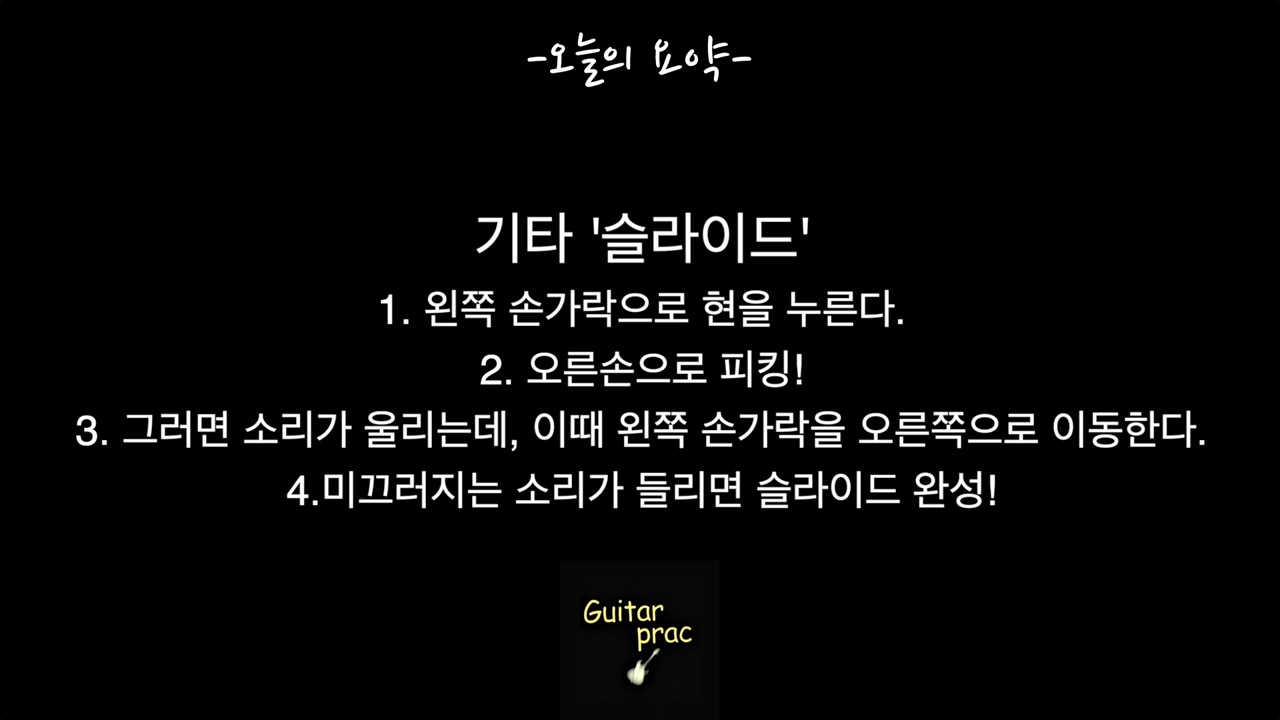 -오늘의 요약-
기타 '슬라이드'
1. 왼쪽 손가락으로 현을 누른다.
2. 오른손으로 피킹!
3. 그러면 소리가 울리는데, 이때 왼쪽 손가락을 오른쪽으로 이동한다.
4.미끄러지는 소리가 들리면 슬라이드 완성!
Guitar
prac